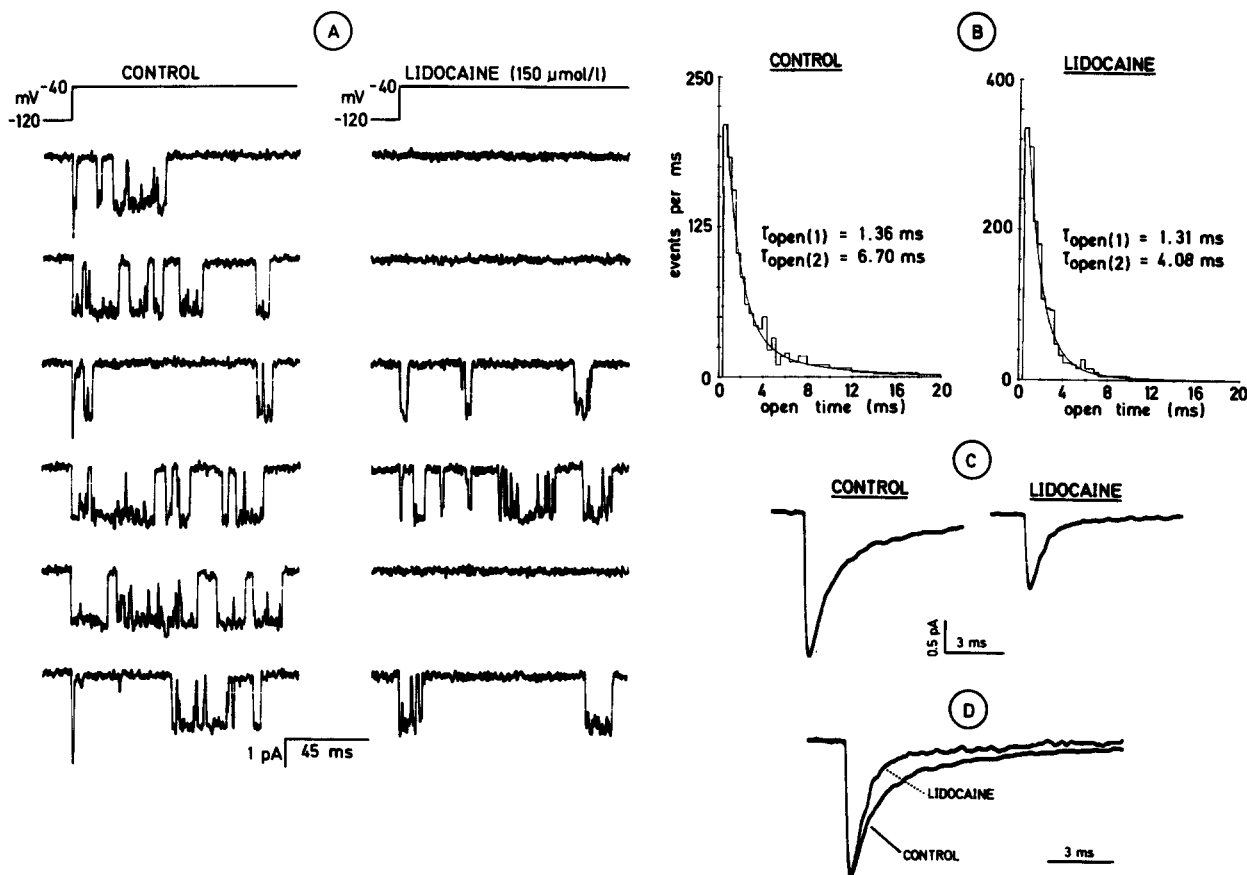 A
CONTROL
mV -40
-120
LIDOCAINE (150 µmol/l)
mV -40
-120
1 pA 45 ms
B
CONTROL
250
125
0
events per ms
0 4 8 12 16 20
open time (ms)
τopen(1) = 1.36 ms
τopen(2) = 6.70 ms
LIDOCAINE
400
200
0
0 4 8 12 16 20
open time (ms)
τopen(1) = 1.31 ms
τopen(2) = 4.08 ms
C
CONTROL
LIDOCAINE
0.5 pA
3 ms
D
LIDOCAINE
CONTROL
3 ms